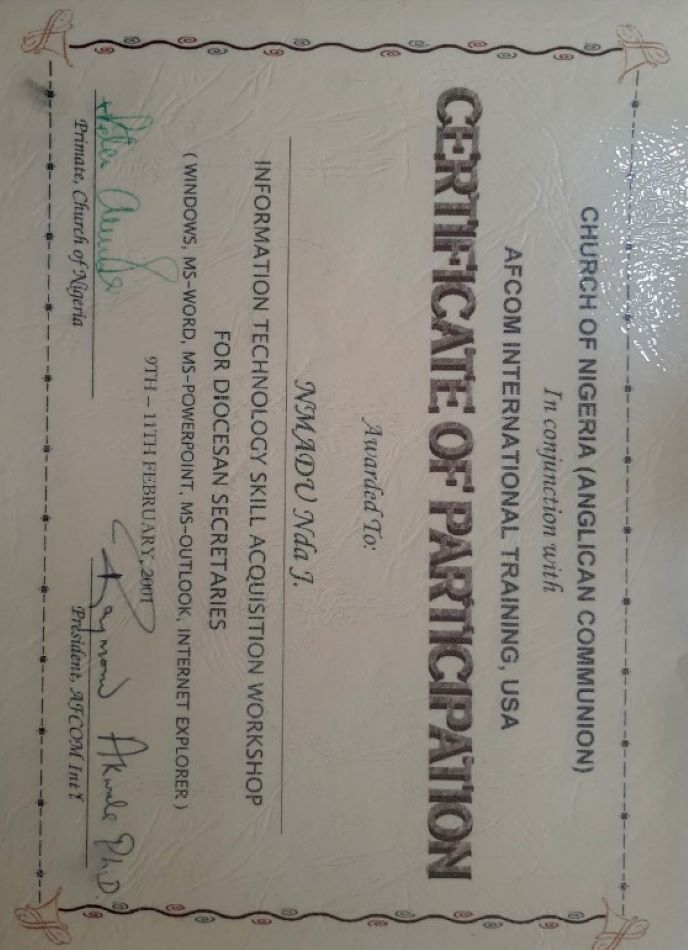 CHURCH OF NIGERIA (ANGLICAN COMMUNION)
In conjunction with
AFCOM INTERNATIONAL TRAINING, USA
CERTIFICATE OF PARTICIPATION
Awarded To:
NMADU Nda J.
INFORMATION TECHNOLOGY SKILL ACQUISITION WORKSHOP
FOR DIOCESAN SECRETARIES
( WINDOWS, MS-WORD, MS-POWERPOINT, MS-OUTLOOK, INTERNET EXPLORER )
9TH – 11TH FEBRUARY, 2001
Raymond Akwule Ph.D.
Primate, Church of Nigeria
President, AFCOM Int'l